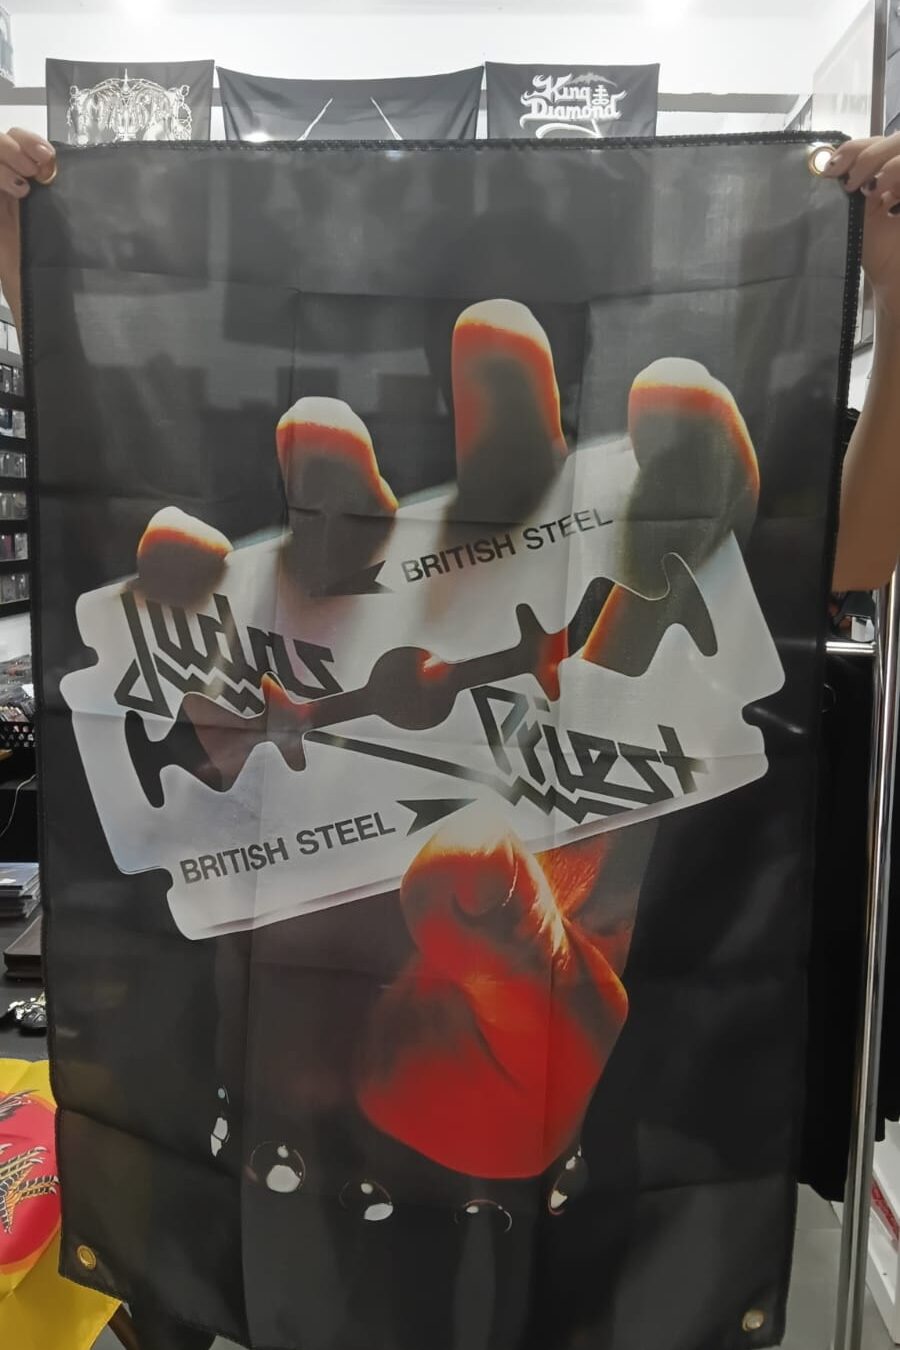 King
Diamond
BRITISH STEEL
Judas
Priest
BRITISH STEEL